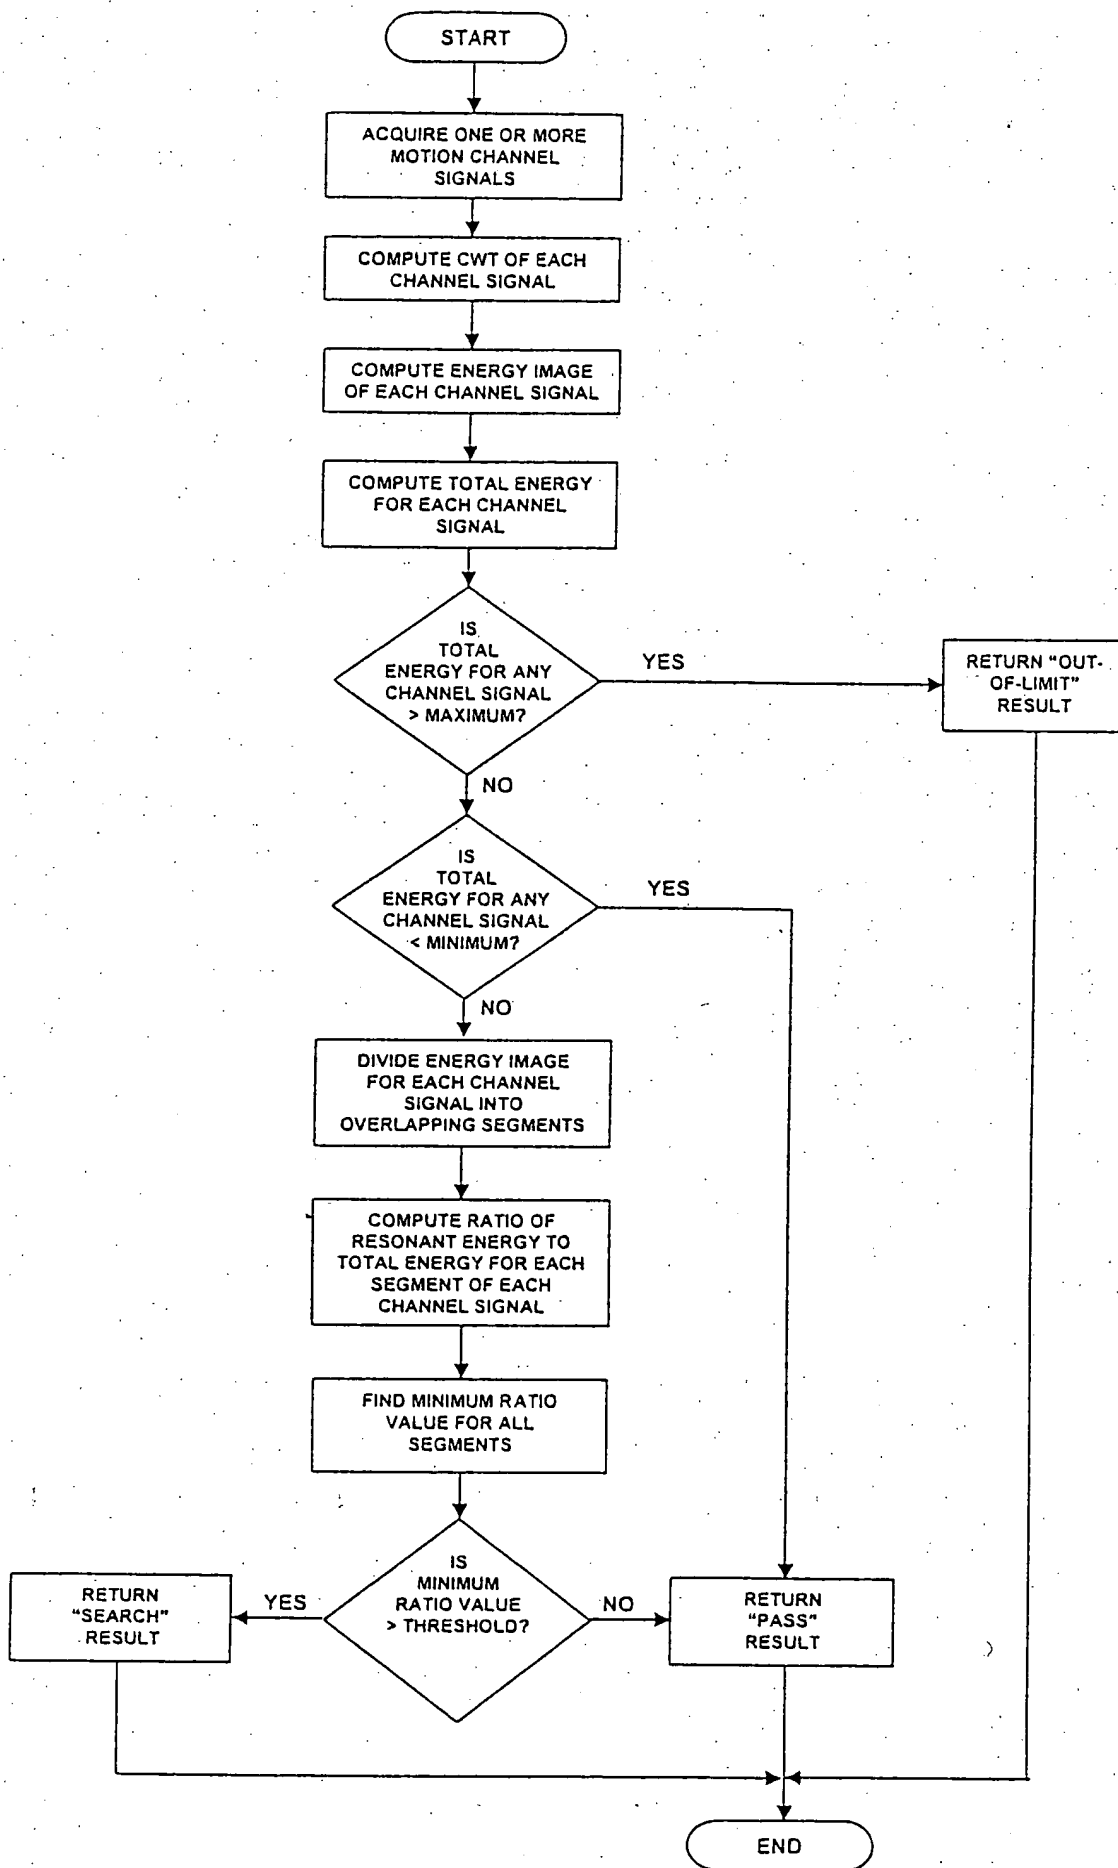 START
ACQUIRE ONE OR MORE
MOTION CHANNEL
SIGNALS
COMPUTE CWT OF EACH
CHANNEL SIGNAL
COMPUTE ENERGY IMAGE
OF EACH CHANNEL SIGNAL
COMPUTE TOTAL ENERGY
FOR EACH CHANNEL
SIGNAL
IS
TOTAL
ENERGY FOR ANY
CHANNEL SIGNAL
> MAXIMUM?
YES
RETURN "OUT-
OF-LIMIT"
RESULT
NO
IS
TOTAL
ENERGY FOR ANY
CHANNEL SIGNAL
< MINIMUM?
YES
NO
DIVIDE ENERGY IMAGE
FOR EACH CHANNEL
SIGNAL INTO
OVERLAPPING SEGMENTS
COMPUTE RATIO OF
RESONANT ENERGY TO
TOTAL ENERGY FOR EACH
SEGMENT OF EACH
CHANNEL SIGNAL
FIND MINIMUM RATIO
VALUE FOR ALL
SEGMENTS
IS
MINIMUM
RATIO VALUE
> THRESHOLD?
YES
RETURN
"SEARCH"
RESULT
NO
RETURN
"PASS"
RESULT
END